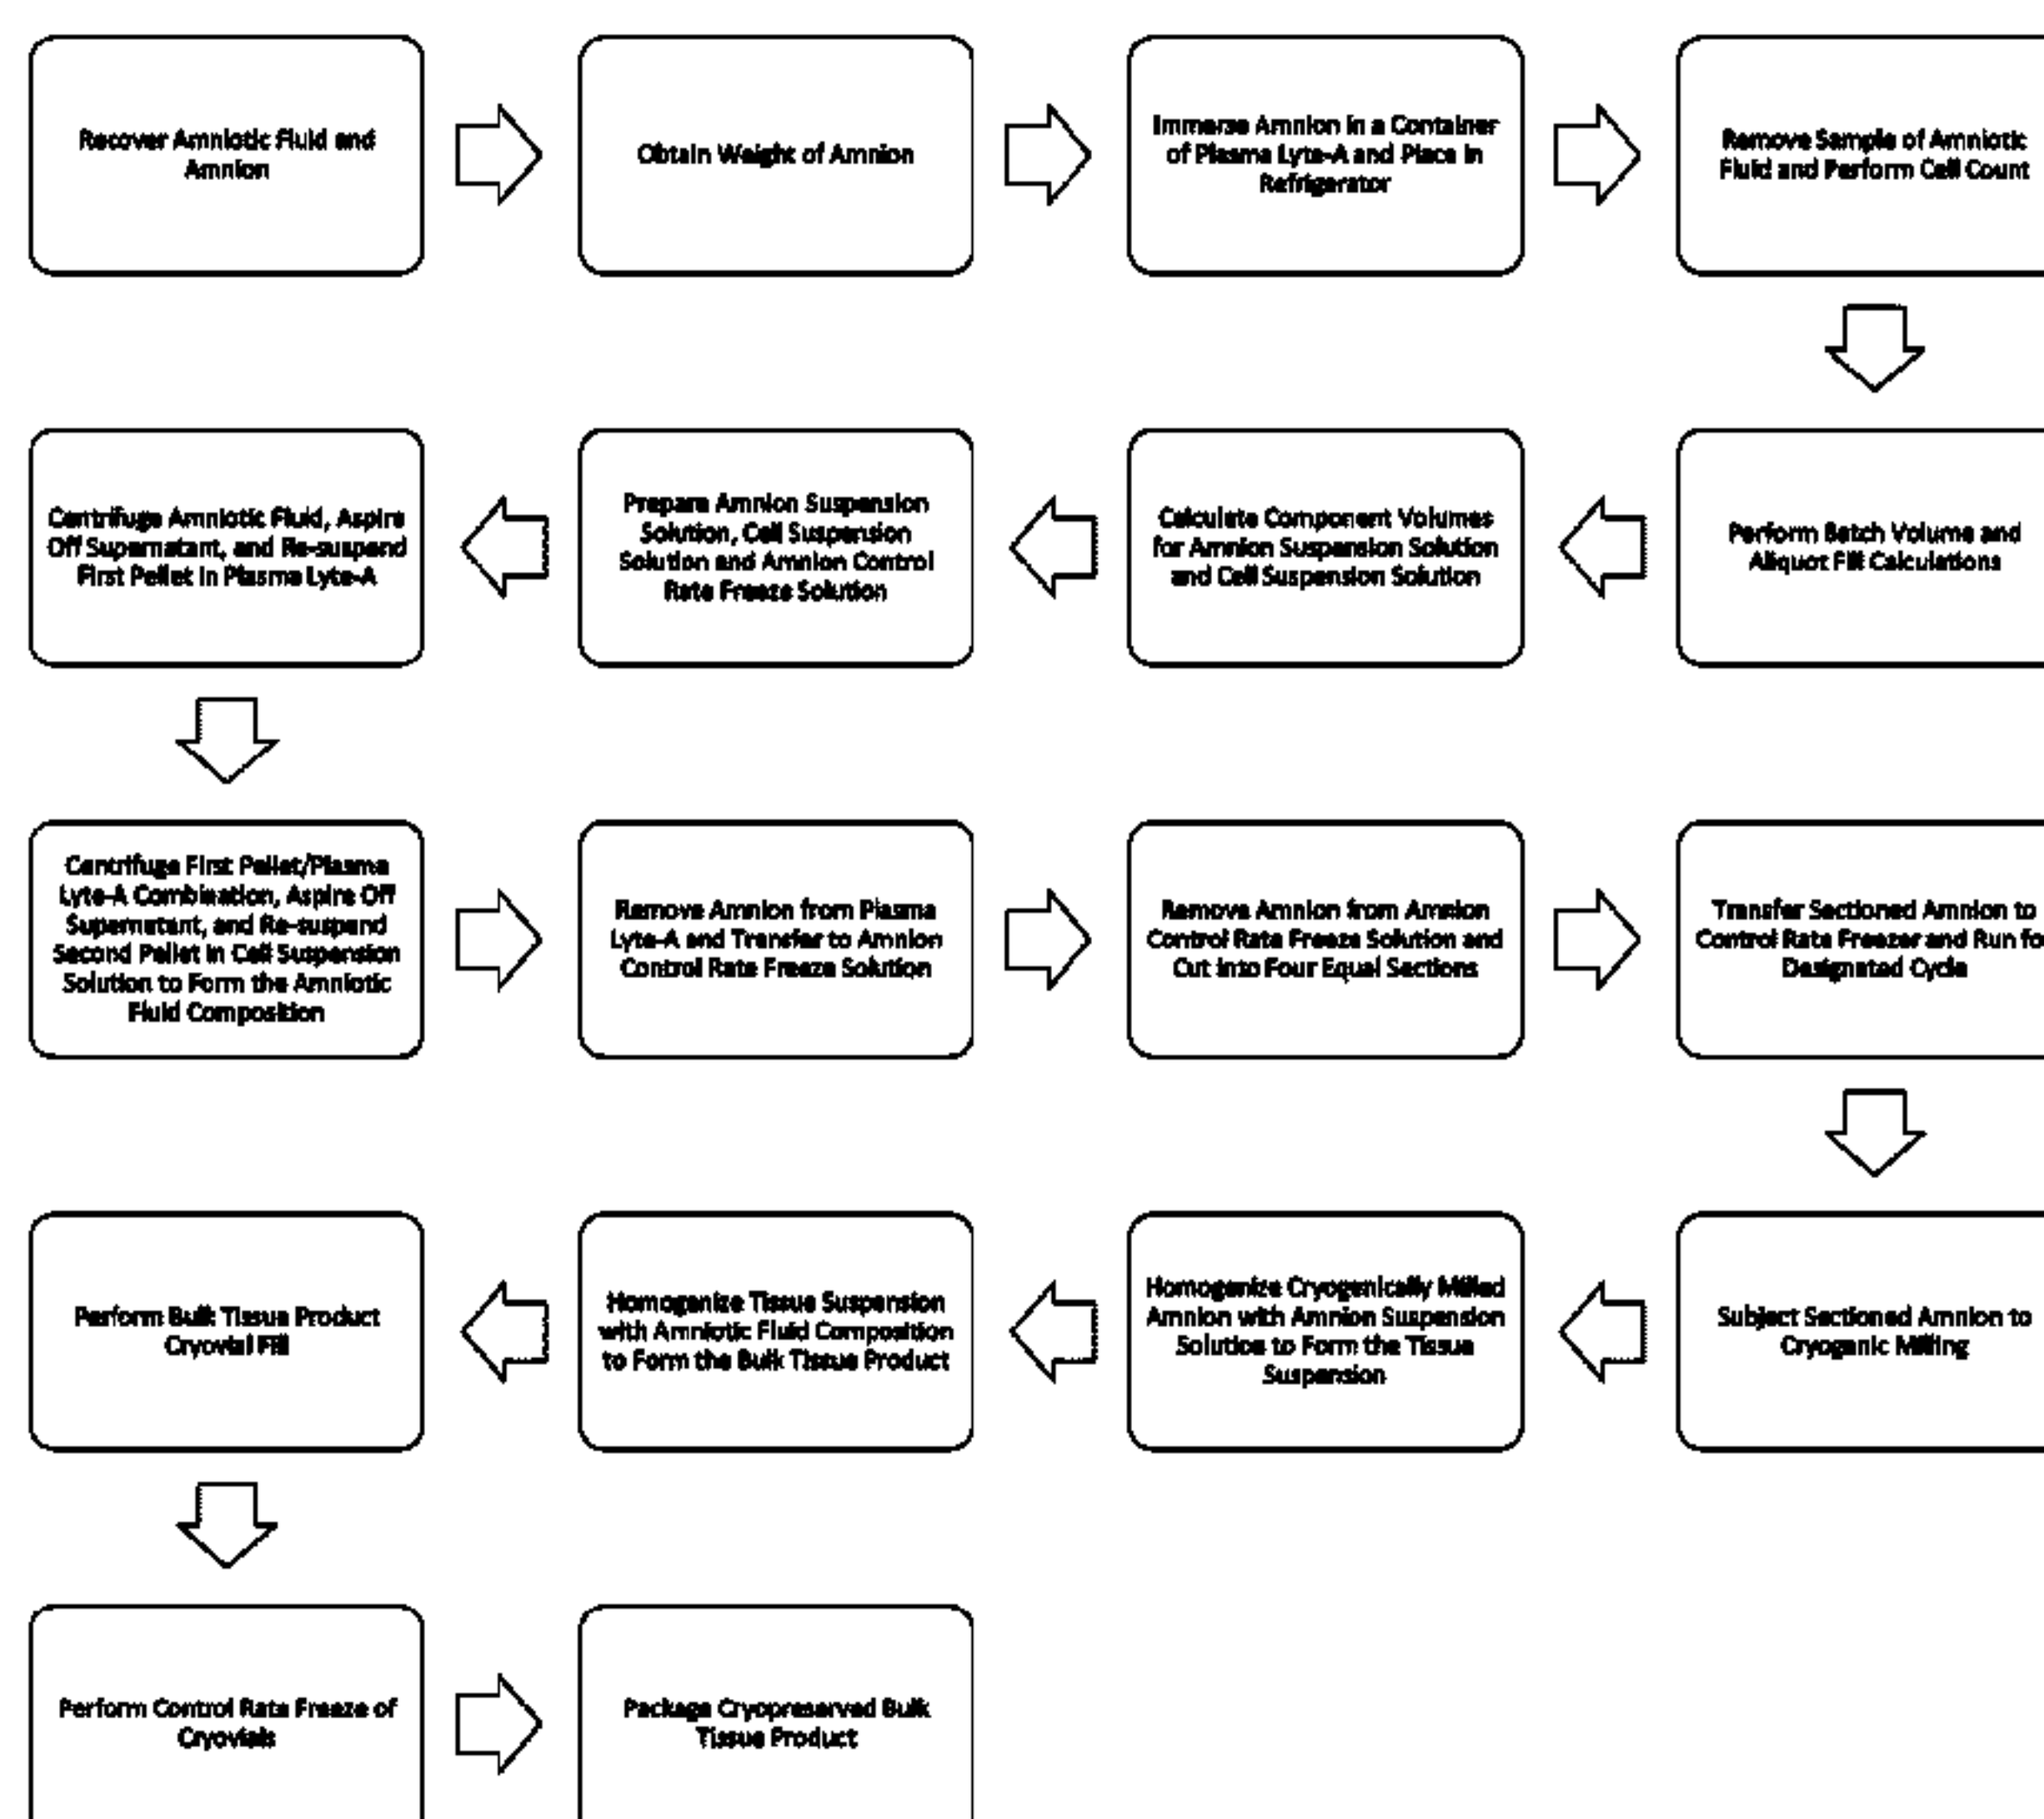 Recover Amniotic Fluid and
Amnion
Obtain Weight of Amnion
Immerse Amnion in a Container
of Plasma Lyte-A and Place in
Refrigerator
Remove Sample of Amniotic
Fluid and Perform Cell Count
Perform Batch Volume and
Aliquot Fill Calculations
Calculate Component Volumes
for Amnion Suspension Solution
and Cell Suspension Solution
Prepare Amnion Suspension
Solution, Cell Suspension
Solution and Amnion Control
Rate Freeze Solution
Centrifuge Amniotic Fluid, Aspire
Off Supernatant, and Re-suspend
First Pellet in Plasma Lyte-A
Centrifuge First Pellet/Plasma
Lyte-A Combination, Aspire Off
Supernatant, and Re-suspend
Second Pellet in Cell Suspension
Solution to Form the Amniotic
Fluid Composition
Remove Amnion from Plasma
Lyte-A and Transfer to Amnion
Control Rate Freeze Solution
Remove Amnion from Amnion
Control Rate Freeze Solution and
Cut into Four Equal Sections
Transfer Sectioned Amnion to
Control Rate Freezer and Run fo
Designated Cycle
Subject Sectioned Amnion to
Cryogenic Milling
Homogenize Cryogenically Milled
Amnion with Amnion Suspension
Solution to Form the Tissue
Suspension
Homogenize Tissue Suspension
with Amniotic Fluid Composition
to Form the Bulk Tissue Product
Perform Bulk Tissue Product
Cryovial Fill
Perform Control Rate Freeze of
Cryovials
Package Cryopreserved Bulk
Tissue Product